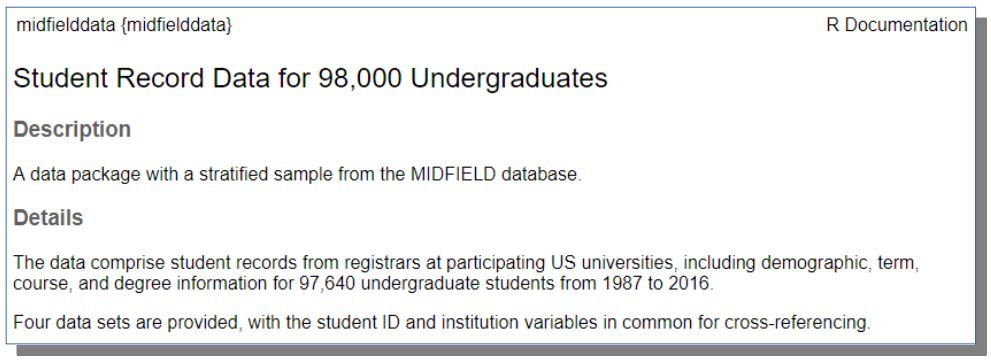 midfielddata {midfielddata} R Documentation
Student Record Data for 98,000 Undergraduates
Description
A data package with a stratified sample from the MIDFIELD database.
Details
The data comprise student records from registrars at participating US universities, including demographic, term,
course, and degree information for 97,640 undergraduate students from 1987 to 2016.
Four data sets are provided, with the student ID and institution variables in common for cross-referencing.